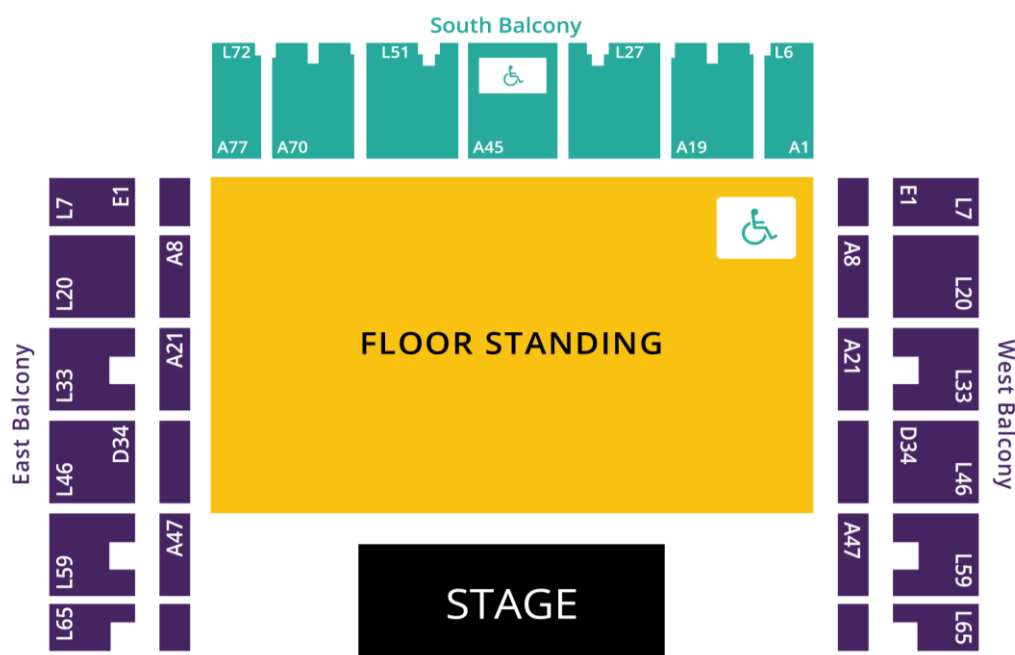 South Balcony
L72 L51 L27 L6
A77 A70 A45 A19 A1
L7 E1
A8
L20
A21
L33
D34
L46
A47
L59
L65
East Balcony
FLOOR STANDING
STAGE
E1 L7
A8
L20
A21
L33
D34
L46
A47
L59
L65
West Balcony